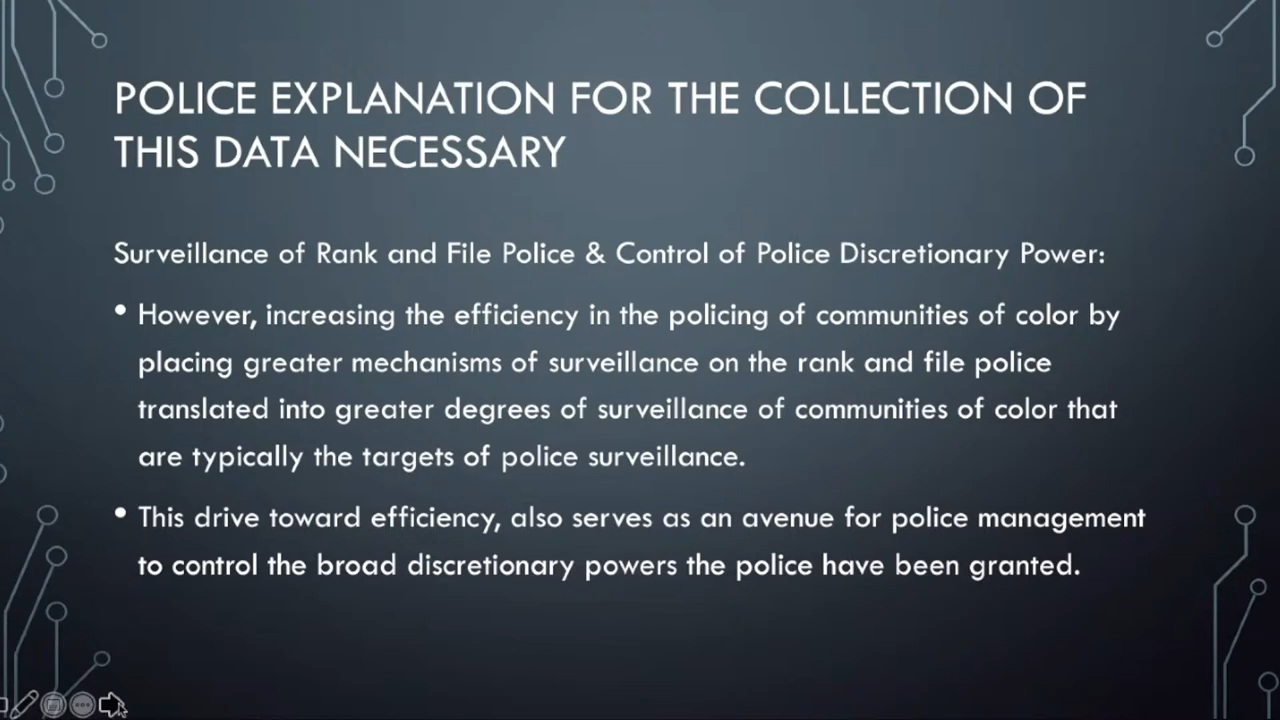 POLICE EXPLANATION FOR THE COLLECTION OF
THIS DATA NECESSARY
Surveillance of Rank and File Police & Control of Police Discretionary Power:
• However, increasing the efficiency in the policing of communities of color by
placing greater mechanisms of surveillance on the rank and file police
translated into greater degrees of surveillance of communities of color that
are typically the targets of police surveillance.
• This drive toward efficiency, also serves as an avenue for police management
to control the broad discretionary powers the police have been granted.